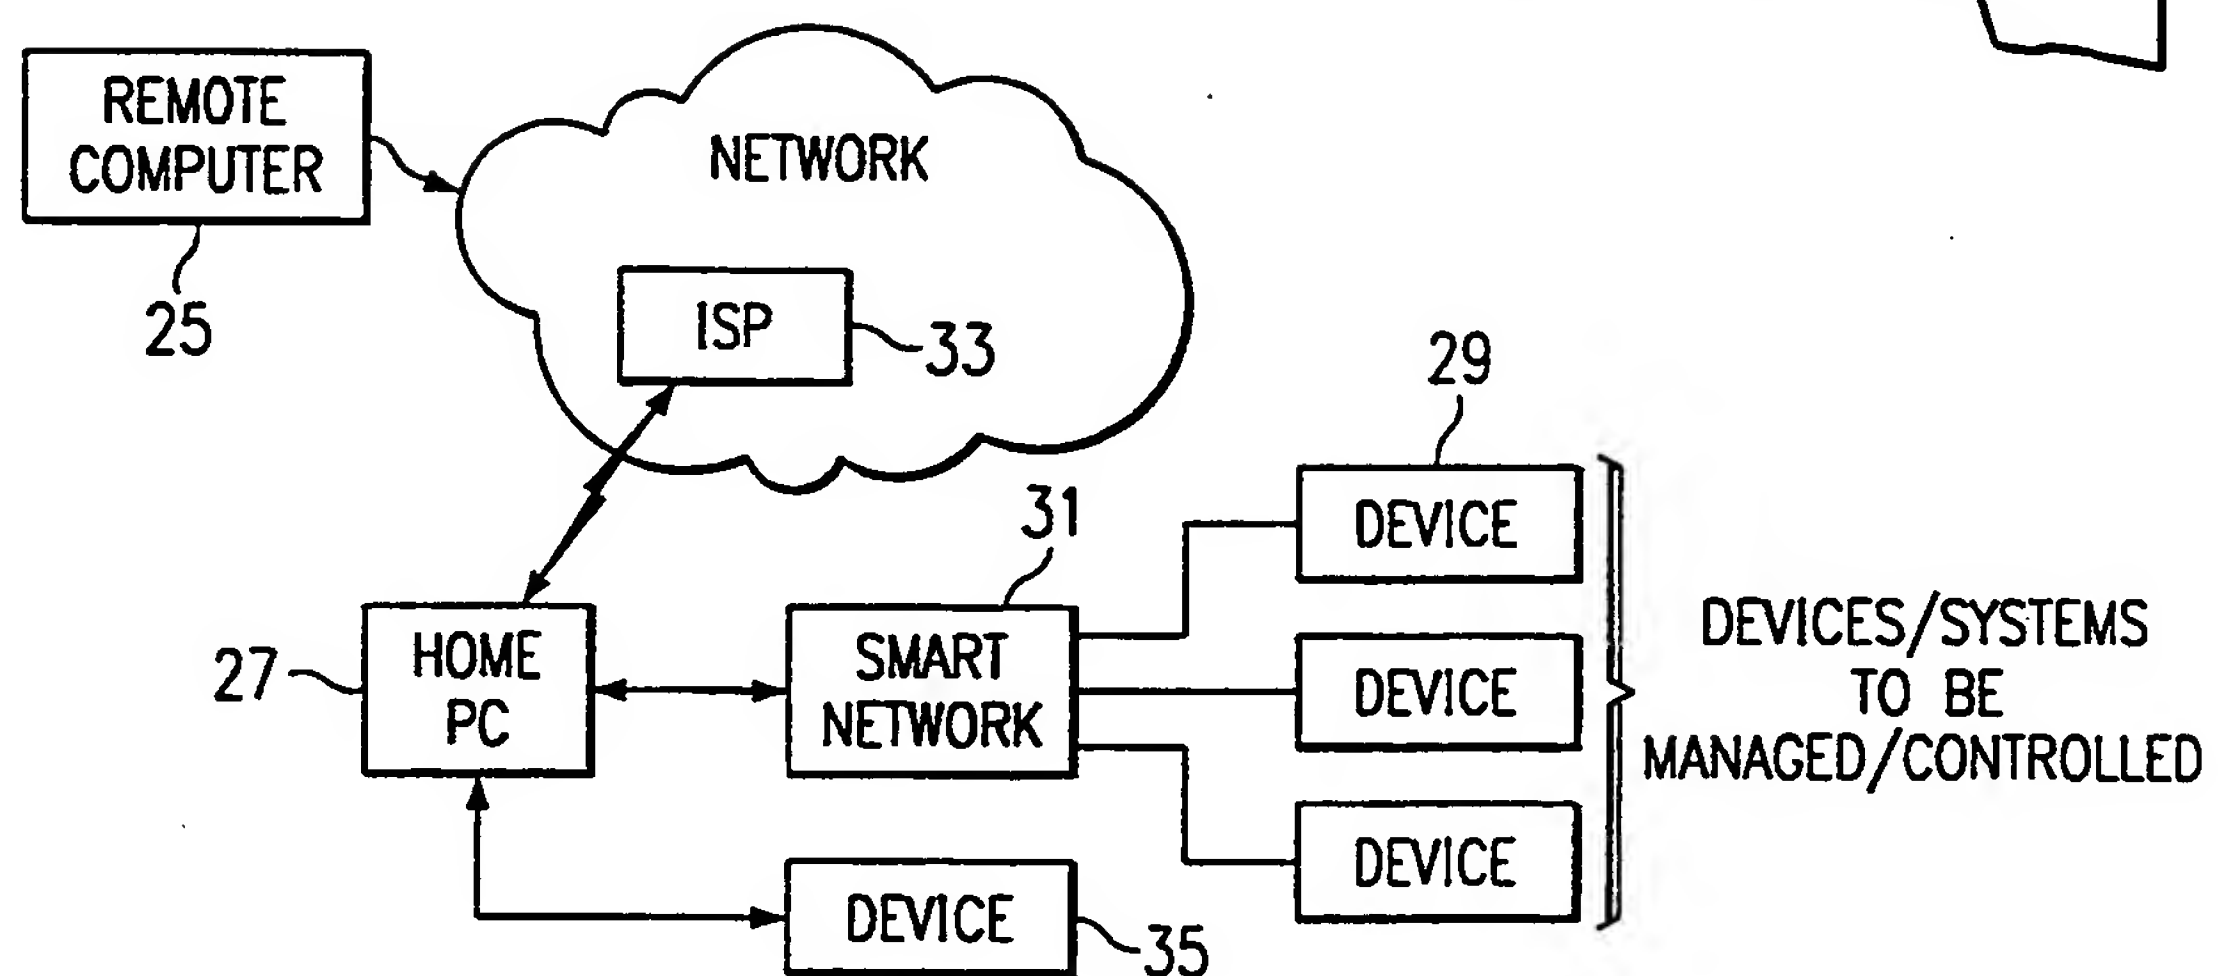 REMOTE
COMPUTER
25
NETWORK
ISP
33
29
31
27
HOME
PC
SMART
NETWORK
DEVICE
DEVICE
DEVICE
DEVICES/SYSTEMS
TO BE
MANAGED/CONTROLLED
DEVICE
35